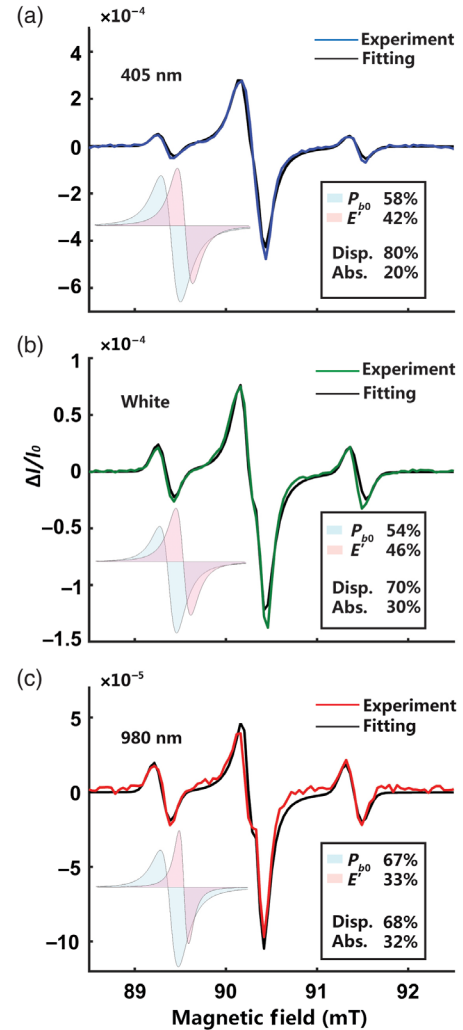 (a)
×10⁻⁴
Experiment
Fitting
405 nm
4
2
0
−2
−4
−6
P_b0 58%
E' 42%
Disp. 80%
Abs. 20%
(b)
×10⁻⁴
Experiment
Fitting
White
1
0.5
0
−0.5
−1
−1.5
ΔI/I₀
P_b0 54%
E' 46%
Disp. 70%
Abs. 30%
(c)
×10⁻⁵
Experiment
Fitting
980 nm
5
0
−5
−10
P_b0 67%
E' 33%
Disp. 68%
Abs. 32%
89 90 91 92
Magnetic field (mT)